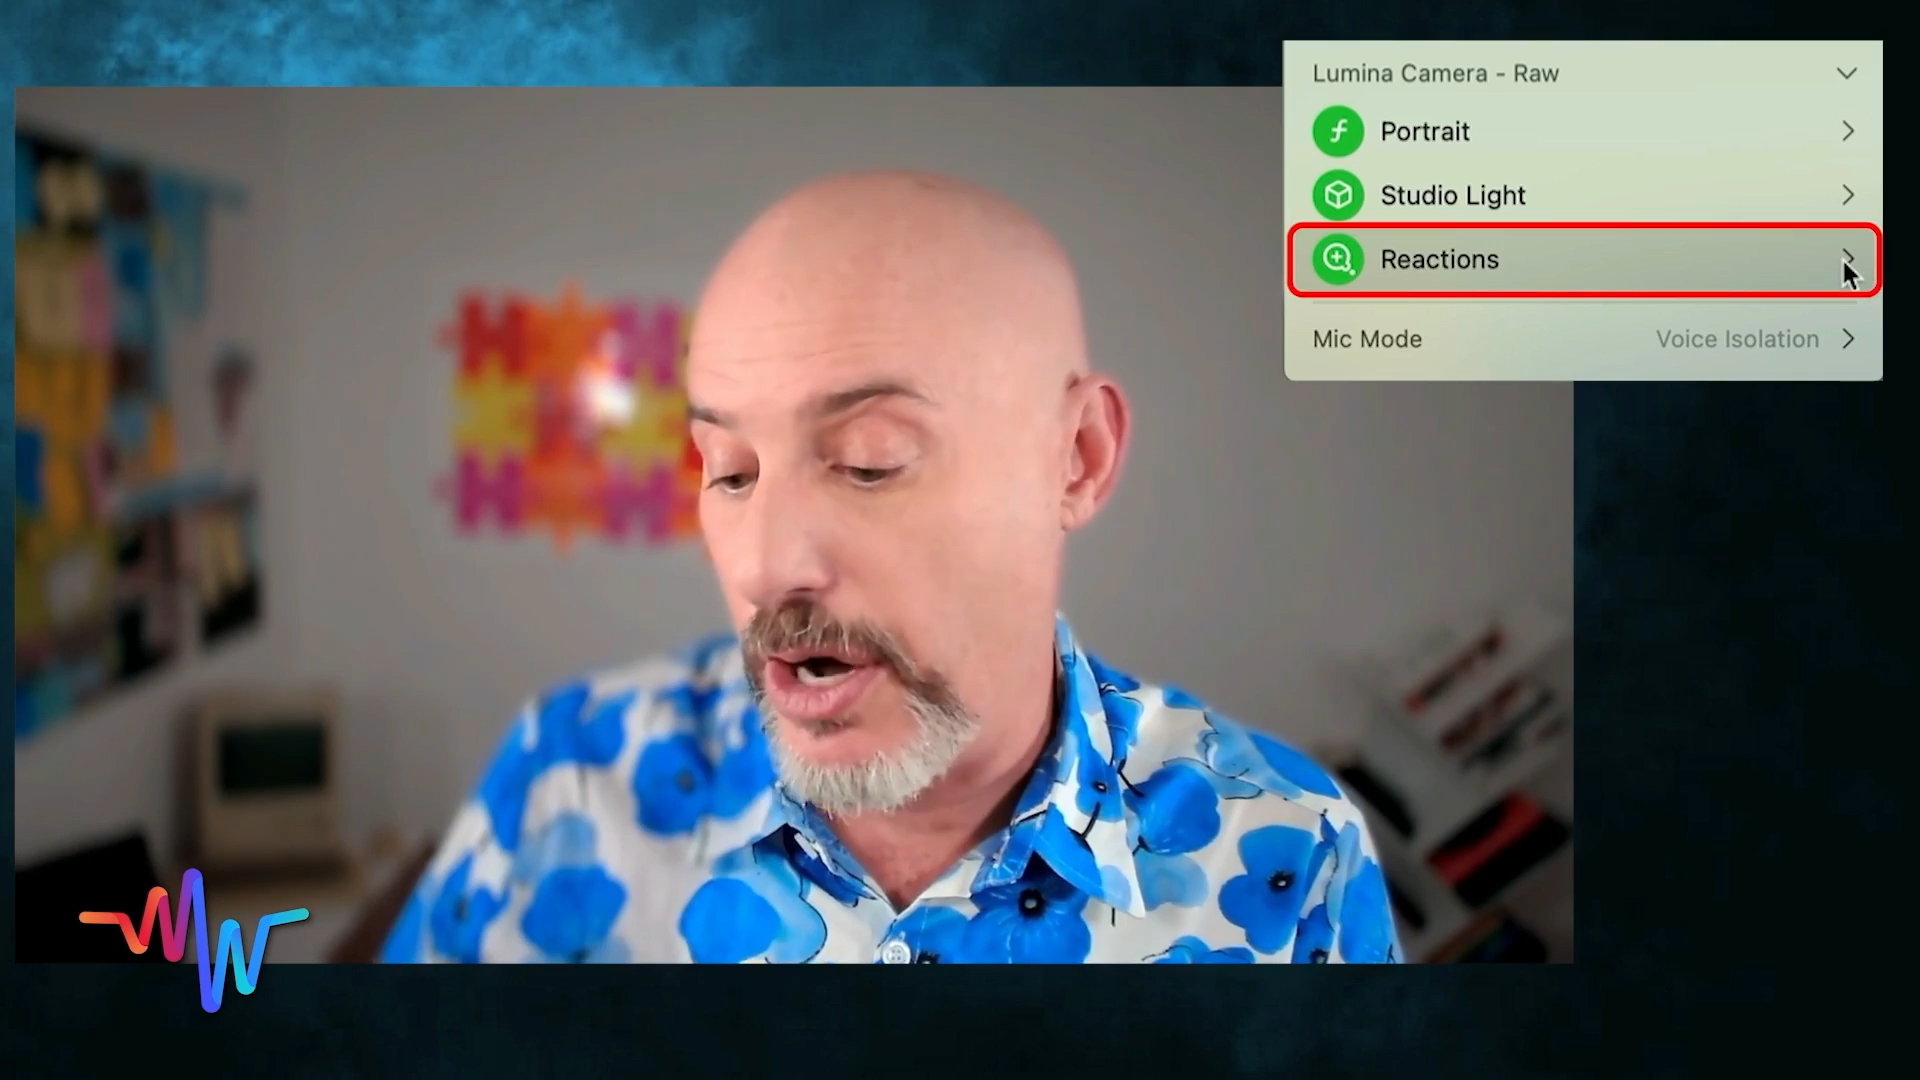 Lumina Camera - Raw
Portrait
Studio Light
Reactions
Mic Mode Voice Isolation